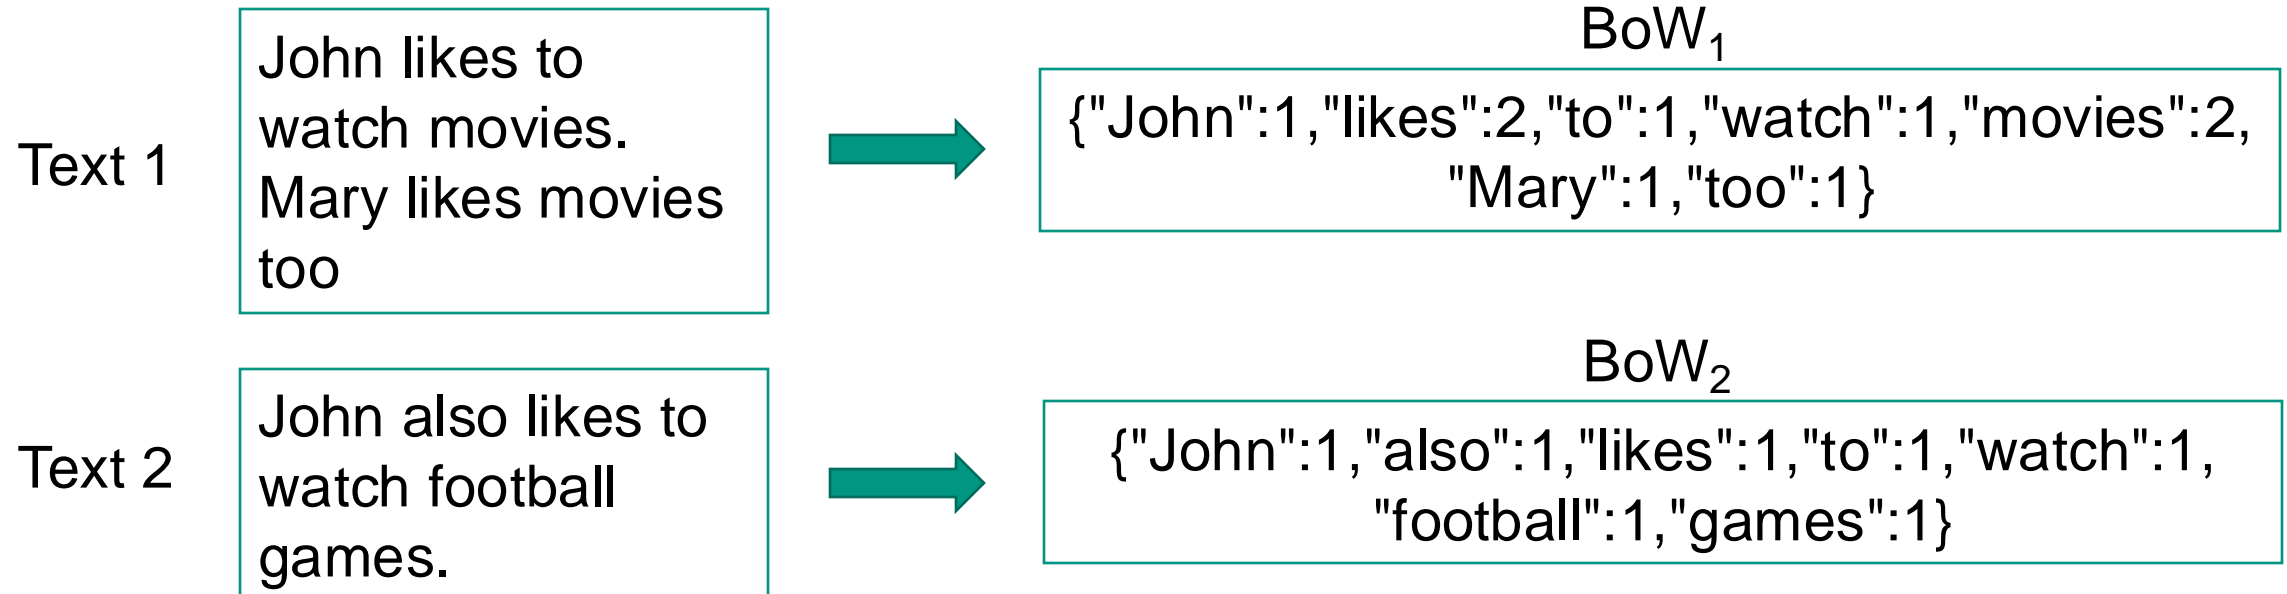 Text 1
John likes to
watch movies.
Mary likes movies
too
BoW₁
{"John":1,"likes":2,"to":1,"watch":1,"movies":2,
"Mary":1,"too":1}
Text 2
John also likes to
watch football
games.
BoW₂
{"John":1,"also":1,"likes":1,"to":1,"watch":1,
"football":1,"games":1}